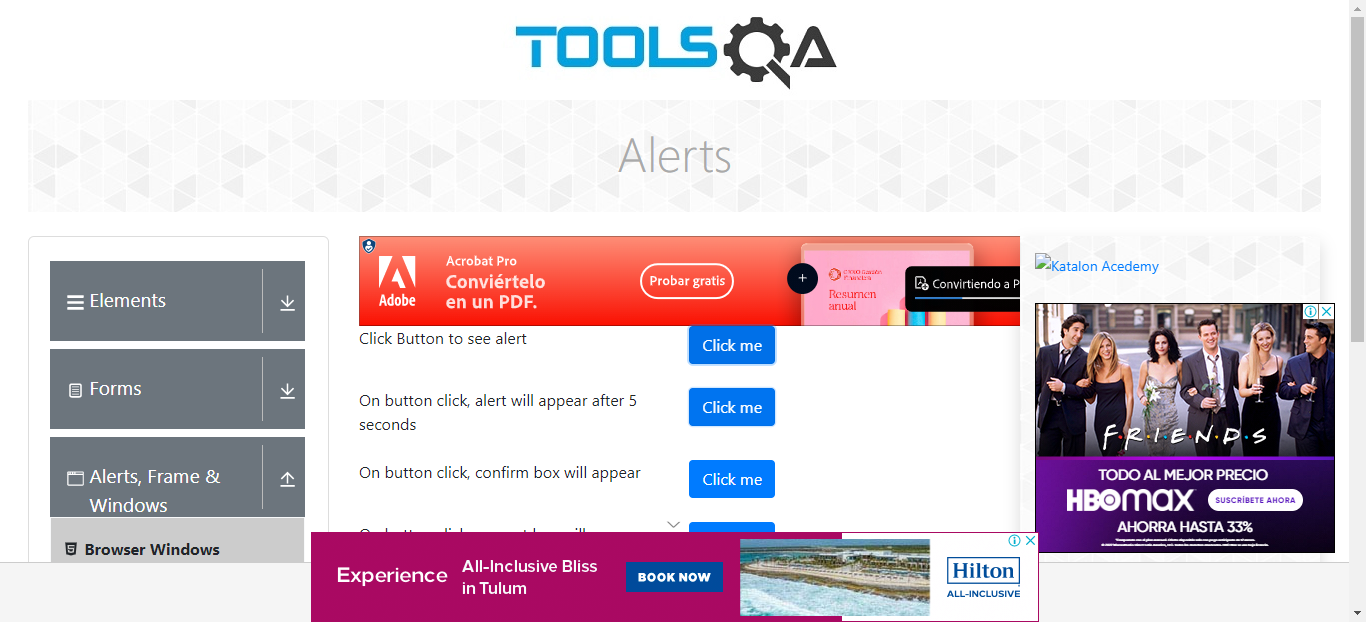 TOOLSQA
Alerts
Elements
Forms
Alerts, Frame &
Windows
Browser Windows
Adobe
Acrobat Pro
Conviértelo
en un PDF.
Probar gratis
Resumen
anual
Convirtiendo a P
Click Button to see alert
Click me
On button click, alert will appear after 5
seconds
Click me
On button click, confirm box will appear
Click me
Katalon Acedemy
FRIENDS
TODO AL MEJOR PRECIO
HBOMAX
SUSCRÍBETE AHORA
AHORRA HASTA 33%
Experience
All-Inclusive Bliss
in Tulum
BOOK NOW
Hilton
ALL-INCLUSIVE